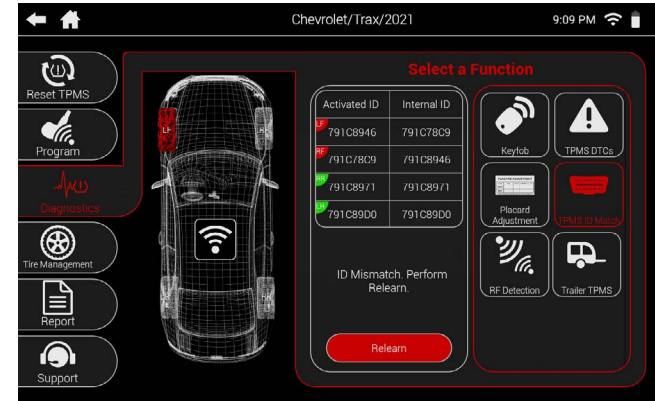 Chevrolet/Trax/2021
9:09 PM
Reset TPMS
Program
Diagnostics
Tire Management
Report
Support
LF
Select a Function
Activated ID Internal ID
LF 791C8946 791C78C9
RF 791C78C9 791C8946
RR 791C8971 791C8971
LR 791C89D0 791C89D0
ID Mismatch. Perform
Relearn.
Relearn
Keyfob
TPMS DTCs
PLACARD ADJUSTMENT
Placard
Adjustment
TPMS ID Match
RF Detection
Trailer TPMS